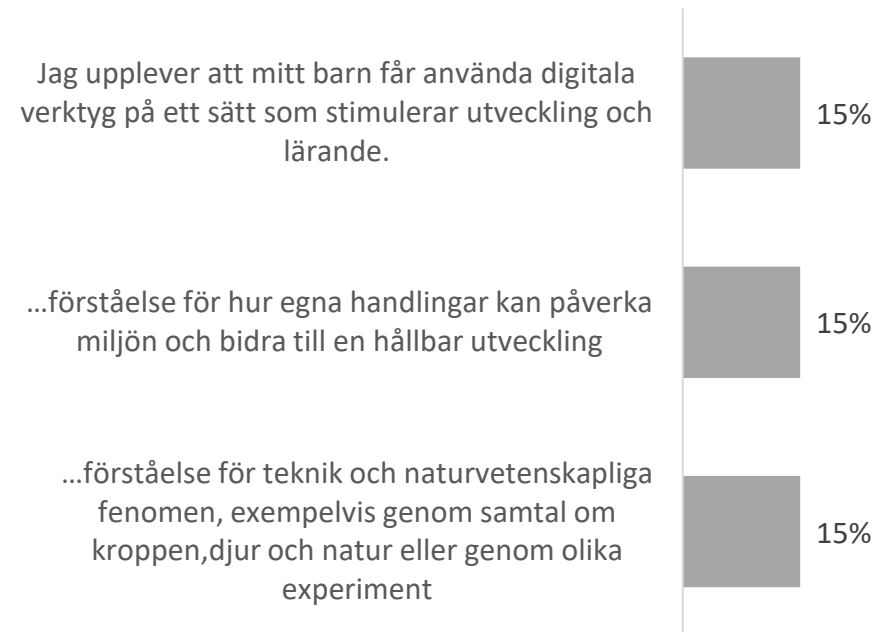 Jag upplever att mitt barn får använda digitala
verktyg på ett sätt som stimulerar utveckling och
lärande.
15%
…förståelse för hur egna handlingar kan påverka
miljön och bidra till en hållbar utveckling
15%
…förståelse för teknik och naturvetenskapliga
fenomen, exempelvis genom samtal om
kroppen,djur och natur eller genom olika
experiment
15%